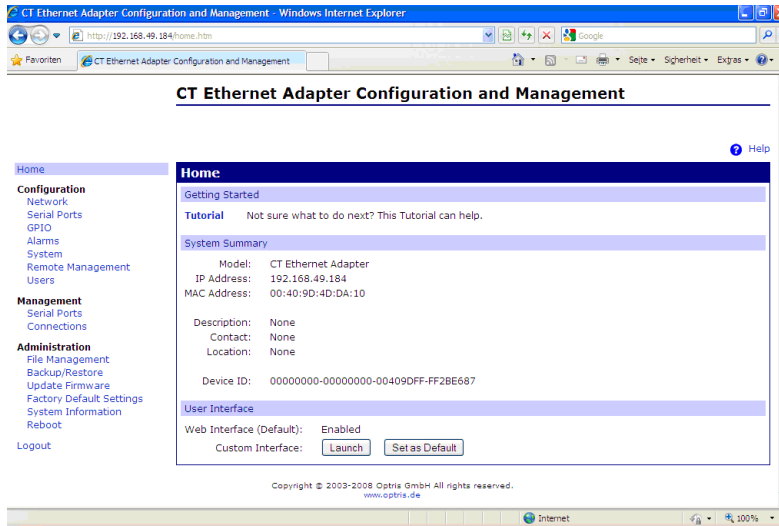 CT Ethernet Adapter Configuration and Management - Windows Internet Explorer
http://192.168.49.184/home.htm
Google
Favoriten
CT Ethernet Adapter Configuration and Management
Seite
Sicherheit
Extras
CT Ethernet Adapter Configuration and Management
Help
Home
Configuration
Network
Serial Ports
GPIO
Alarms
System
Remote Management
Users
Management
Serial Ports
Connections
Administration
File Management
Backup/Restore
Update Firmware
Factory Default Settings
System Information
Reboot
Logout
Home
Getting Started
Tutorial Not sure what to do next? This Tutorial can help.
System Summary
Model: CT Ethernet Adapter
IP Address: 192.168.49.184
MAC Address: 00:40:9D:4D:DA:10
Description: None
Contact: None
Location: None
Device ID: 00000000-00000000-00409DFF-FF2BE687
User Interface
Web Interface (Default): Enabled
Custom Interface: Launch Set as Default
Copyright © 2003-2008 Optris GmbH All rights reserved.
www.optris.de
Internet
100%